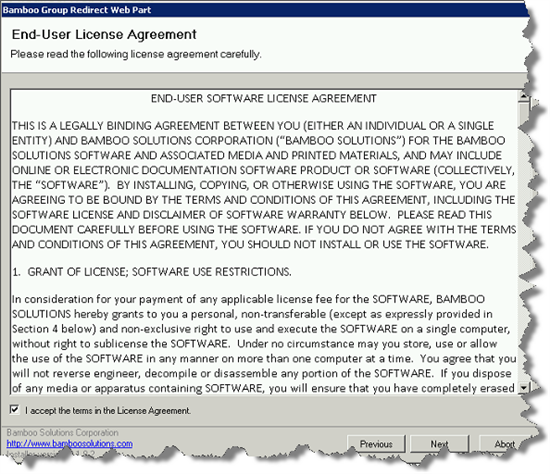 Bamboo Group Redirect Web Part
End-User License Agreement
Please read the following license agreement carefully.
END-USER SOFTWARE LICENSE AGREEMENT
THIS IS A LEGALLY BINDING AGREEMENT BETWEEN YOU (EITHER AN INDIVIDUAL OR A SINGLE
ENTITY) AND BAMBOO SOLUTIONS CORPORATION ("BAMBOO SOLUTIONS") FOR THE BAMBOO
SOLUTIONS SOFTWARE AND ASSOCIATED MEDIA AND PRINTED MATERIALS, AND MAY INCLUDE
ONLINE OR ELECTRONIC DOCUMENTATION SOFTWARE PRODUCT OR SOFTWARE (COLLECTIVELY,
THE "SOFTWARE").  BY INSTALLING, COPYING, OR OTHERWISE USING THE SOFTWARE, YOU ARE
AGREEING TO BE BOUND BY THE TERMS AND CONDITIONS OF THIS AGREEMENT, INCLUDING THE
SOFTWARE LICENSE AND DISCLAIMER OF SOFTWARE WARRANTY BELOW.  PLEASE READ THIS
DOCUMENT CAREFULLY BEFORE USING THE SOFTWARE. IF YOU DO NOT AGREE WITH THE TERMS
AND CONDITIONS OF THIS AGREEMENT, YOU SHOULD NOT INSTALL OR USE THE SOFTWARE.
1.  GRANT OF LICENSE; SOFTWARE USE RESTRICTIONS.
In consideration for your payment of any applicable license fee for the SOFTWARE, BAMBOO
SOLUTIONS hereby grants to you a personal, non-transferable (except as expressly provided in
Section 4 below) and non-exclusive right to use and execute the SOFTWARE on a single computer,
without right to sublicense the SOFTWARE.  Under no circumstance may you store, use or allow
the use of the SOFTWARE in any manner on more than one computer at a time.  You agree that you
will not reverse engineer, decompile or disassemble any portion of the SOFTWARE.  If you dispose
of any media or apparatus containing SOFTWARE, you will ensure that you have completely erased
I accept the terms in the License Agreement.
Bamboo Solutions Corporation
http://www.bamboosolutions.com
Previous
Next
Abort